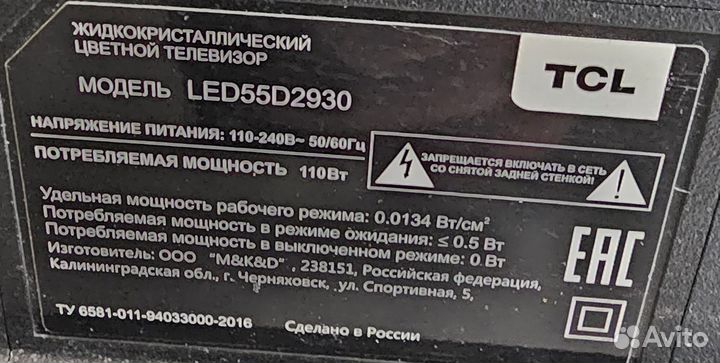 ЖИДКОКРИСТАЛЛИЧЕСКИЙ
ЦВЕТНОЙ ТЕЛЕВИЗОР
МОДЕЛЬ LED55D2930
TCL
НАПРЯЖЕНИЕ ПИТАНИЯ: 110-240В~ 50/60Гц
ПОТРЕБЛЯЕМАЯ МОЩНОСТЬ 110Вт
ЗАПРЕЩАЕТСЯ ВКЛЮЧАТЬ В СЕТЬ
СО СНЯТОЙ ЗАДНЕЙ СТЕНКОЙ!
Удельная мощность рабочего режима: 0.0134 Вт/см²
Потребляемая мощность в режиме ожидания: ≤ 0.5 Вт
Потребляемая мощность в выключенном режиме: 0 Вт
Изготовитель: ООО "M&K&D" , 238151, Российская федерация,
Калининградская обл., г. Черняховск, ул. Спортивная, 5,
EAC
ТУ 6581-011-94033000-2016 Сделано в России
Avito